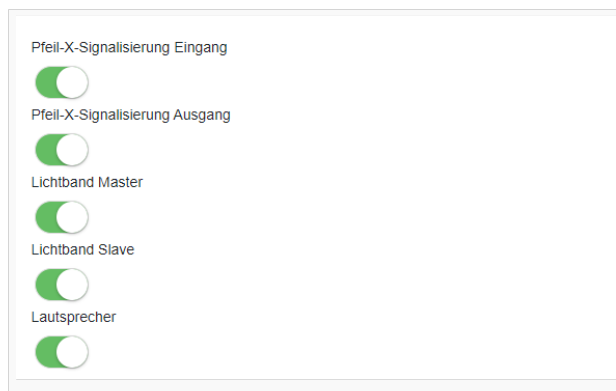 Pfeil-X-Signalisierung Eingang
Pfeil-X-Signalisierung Ausgang
Lichtband Master
Lichtband Slave
Lautsprecher